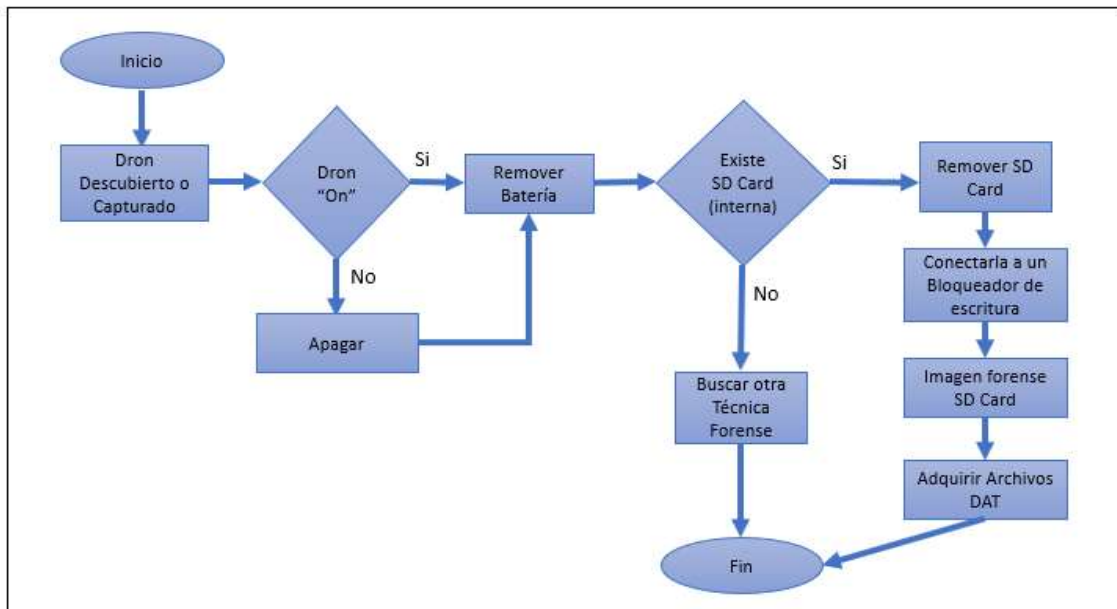 Inicio
Dron
Descubierto o
Capturado
Dron
“On”
Si
No
Apagar
Remover
Batería
Existe
SD Card
(interna)
Si
No
Buscar otra
Técnica
Forense
Remover SD
Card
Conectarla a un
Bloqueador de
escritura
Imagen forense
SD Card
Adquirir Archivos
DAT
Fin